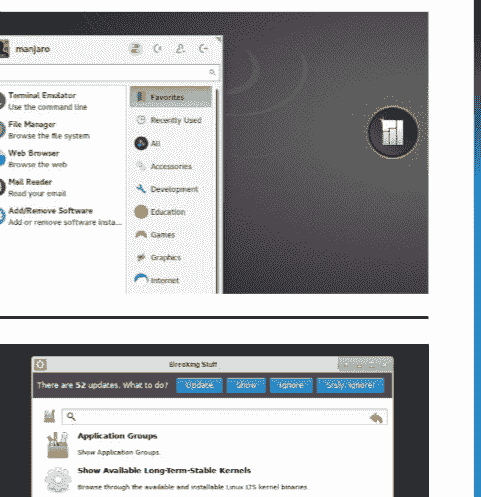 manjaro
Terminal Emulator
Use the command line
File Manager
Browse the file system
Web Browser
Browse the web
Mail Reader
Read your email
Add/Remove Software
Add or remove software insta...
Favorites
Recently Used
All
Accessories
Development
Education
Games
Graphics
Internet
Breaking Stuff
There are 52 updates. What to do? Update Show Ignore Srsly, ignore!
Application Groups
Show Application Groups.
Show Available Long-Term-Stable Kernels
Browse through the available and installable Linux LTS kernel binaries.